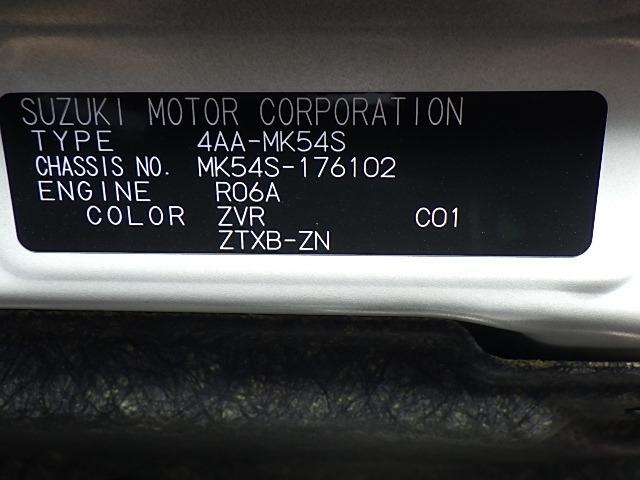 SUZUKI MOTOR CORPORATION
TYPE 4AA-MK54S
CHASSIS NO. MK54S-176102
ENGINE R06A
COLOR ZVR C01
ZTXB-ZN